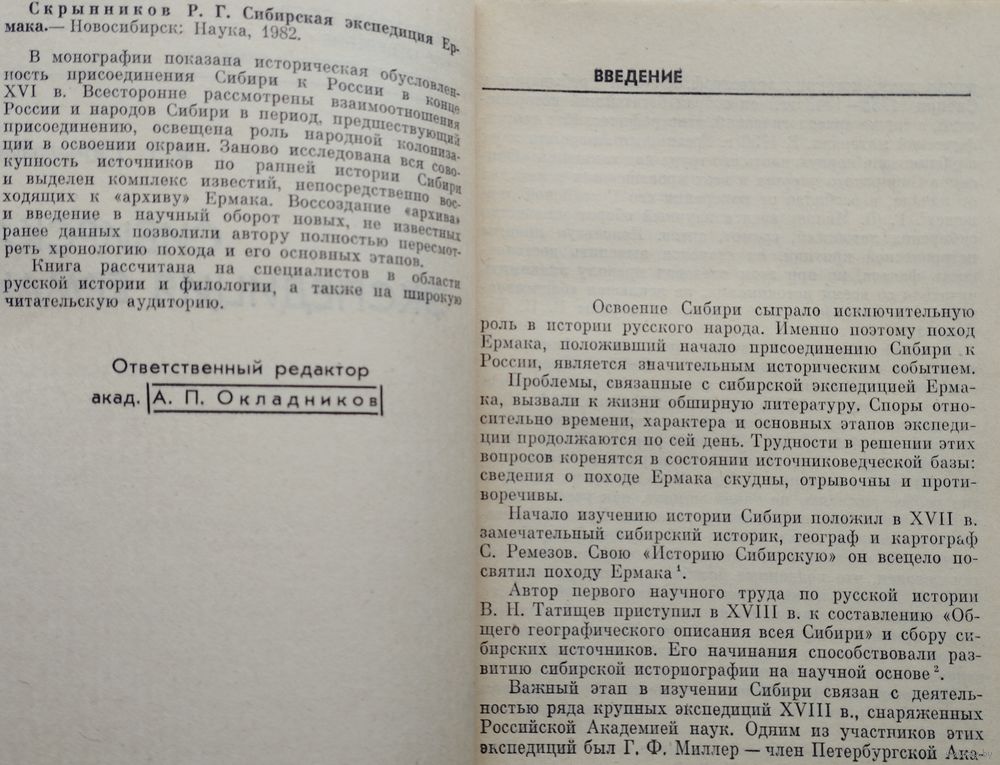 Скрынников Р. Г. Сибирская экспедиция Ер-
мака.— Новосибирск: Наука, 1982.
В монографии показана историческая обусловлен-
ность присоединения Сибири к России в конце
XVI в. Всесторонне рассмотрены взаимоотношения
России и народов Сибири в период, предшествующий
присоединению, освещена роль народной колониза-
ции в освоении окраин. Заново исследована вся сово-
купность источников по ранней истории Сибири
и выделен комплекс известий, непосредственно вос-
ходящих к «архиву» Ермака. Воссоздание «архива»
и введение в научный оборот новых, не известных
ранее данных позволили автору полностью пересмот-
реть хронологию похода и его основных этапов.
Книга рассчитана на специалистов в области
русской истории и филологии, а также на широкую
читательскую аудиторию.
Ответственный редактор
акад. А. П. Окладников
ВВЕДЕНИЕ
Освоение Сибири сыграло исключительную
роль в истории русского народа. Именно поэтому поход
Ермака, положивший начало присоединению Сибири к
России, является значительным историческим событием.
Проблемы, связанные с сибирской экспедицией Ерма-
ка, вызвали к жизни обширную литературу. Споры отно-
сительно времени, характера и основных этапов экспеди-
ции продолжаются по сей день. Трудности в решении этих
вопросов коренятся в состоянии источниковедческой базы:
сведения о походе Ермака скудны, отрывочны и проти-
воречивы.
Начало изучению истории Сибири положил в XVII в.
замечательный сибирский историк, географ и картограф
С. Ремезов. Свою «Историю Сибирскую» он всецело по-
святил походу Ермака ¹.
Автор первого научного труда по русской истории
В. Н. Татищев приступил в XVIII в. к составлению «Об-
щего географического описания всея Сибири» и сбору си-
бирских источников. Его начинания способствовали раз-
витию сибирской историографии на научной основе ².
Важный этап в изучении Сибири связан с деятель-
ностью ряда крупных экспедиций XVIII в., снаряженных
Российской Академией наук. Одним из участников этих
экспедиций был Г. Ф. Миллер — член Петербургской Ака-